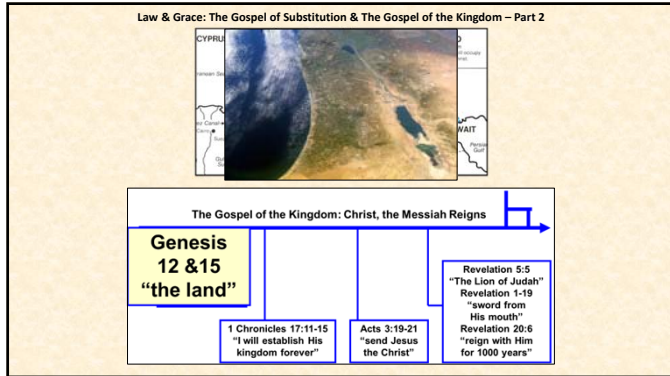 Law & Grace: The Gospel of Substitution & The Gospel of the Kingdom – Part 2
CYPRUS
WAIT
Persian
Gulf
The Gospel of the Kingdom: Christ, the Messiah Reigns
Genesis
12 &15
“the land”
1 Chronicles 17:11-15
“I will establish His
kingdom forever”
Acts 3:19-21
“send Jesus
the Christ”
Revelation 5:5
“The Lion of Judah”
Revelation 1-19
“sword from
His mouth”
Revelation 20:6
“reign with Him
for 1000 years”